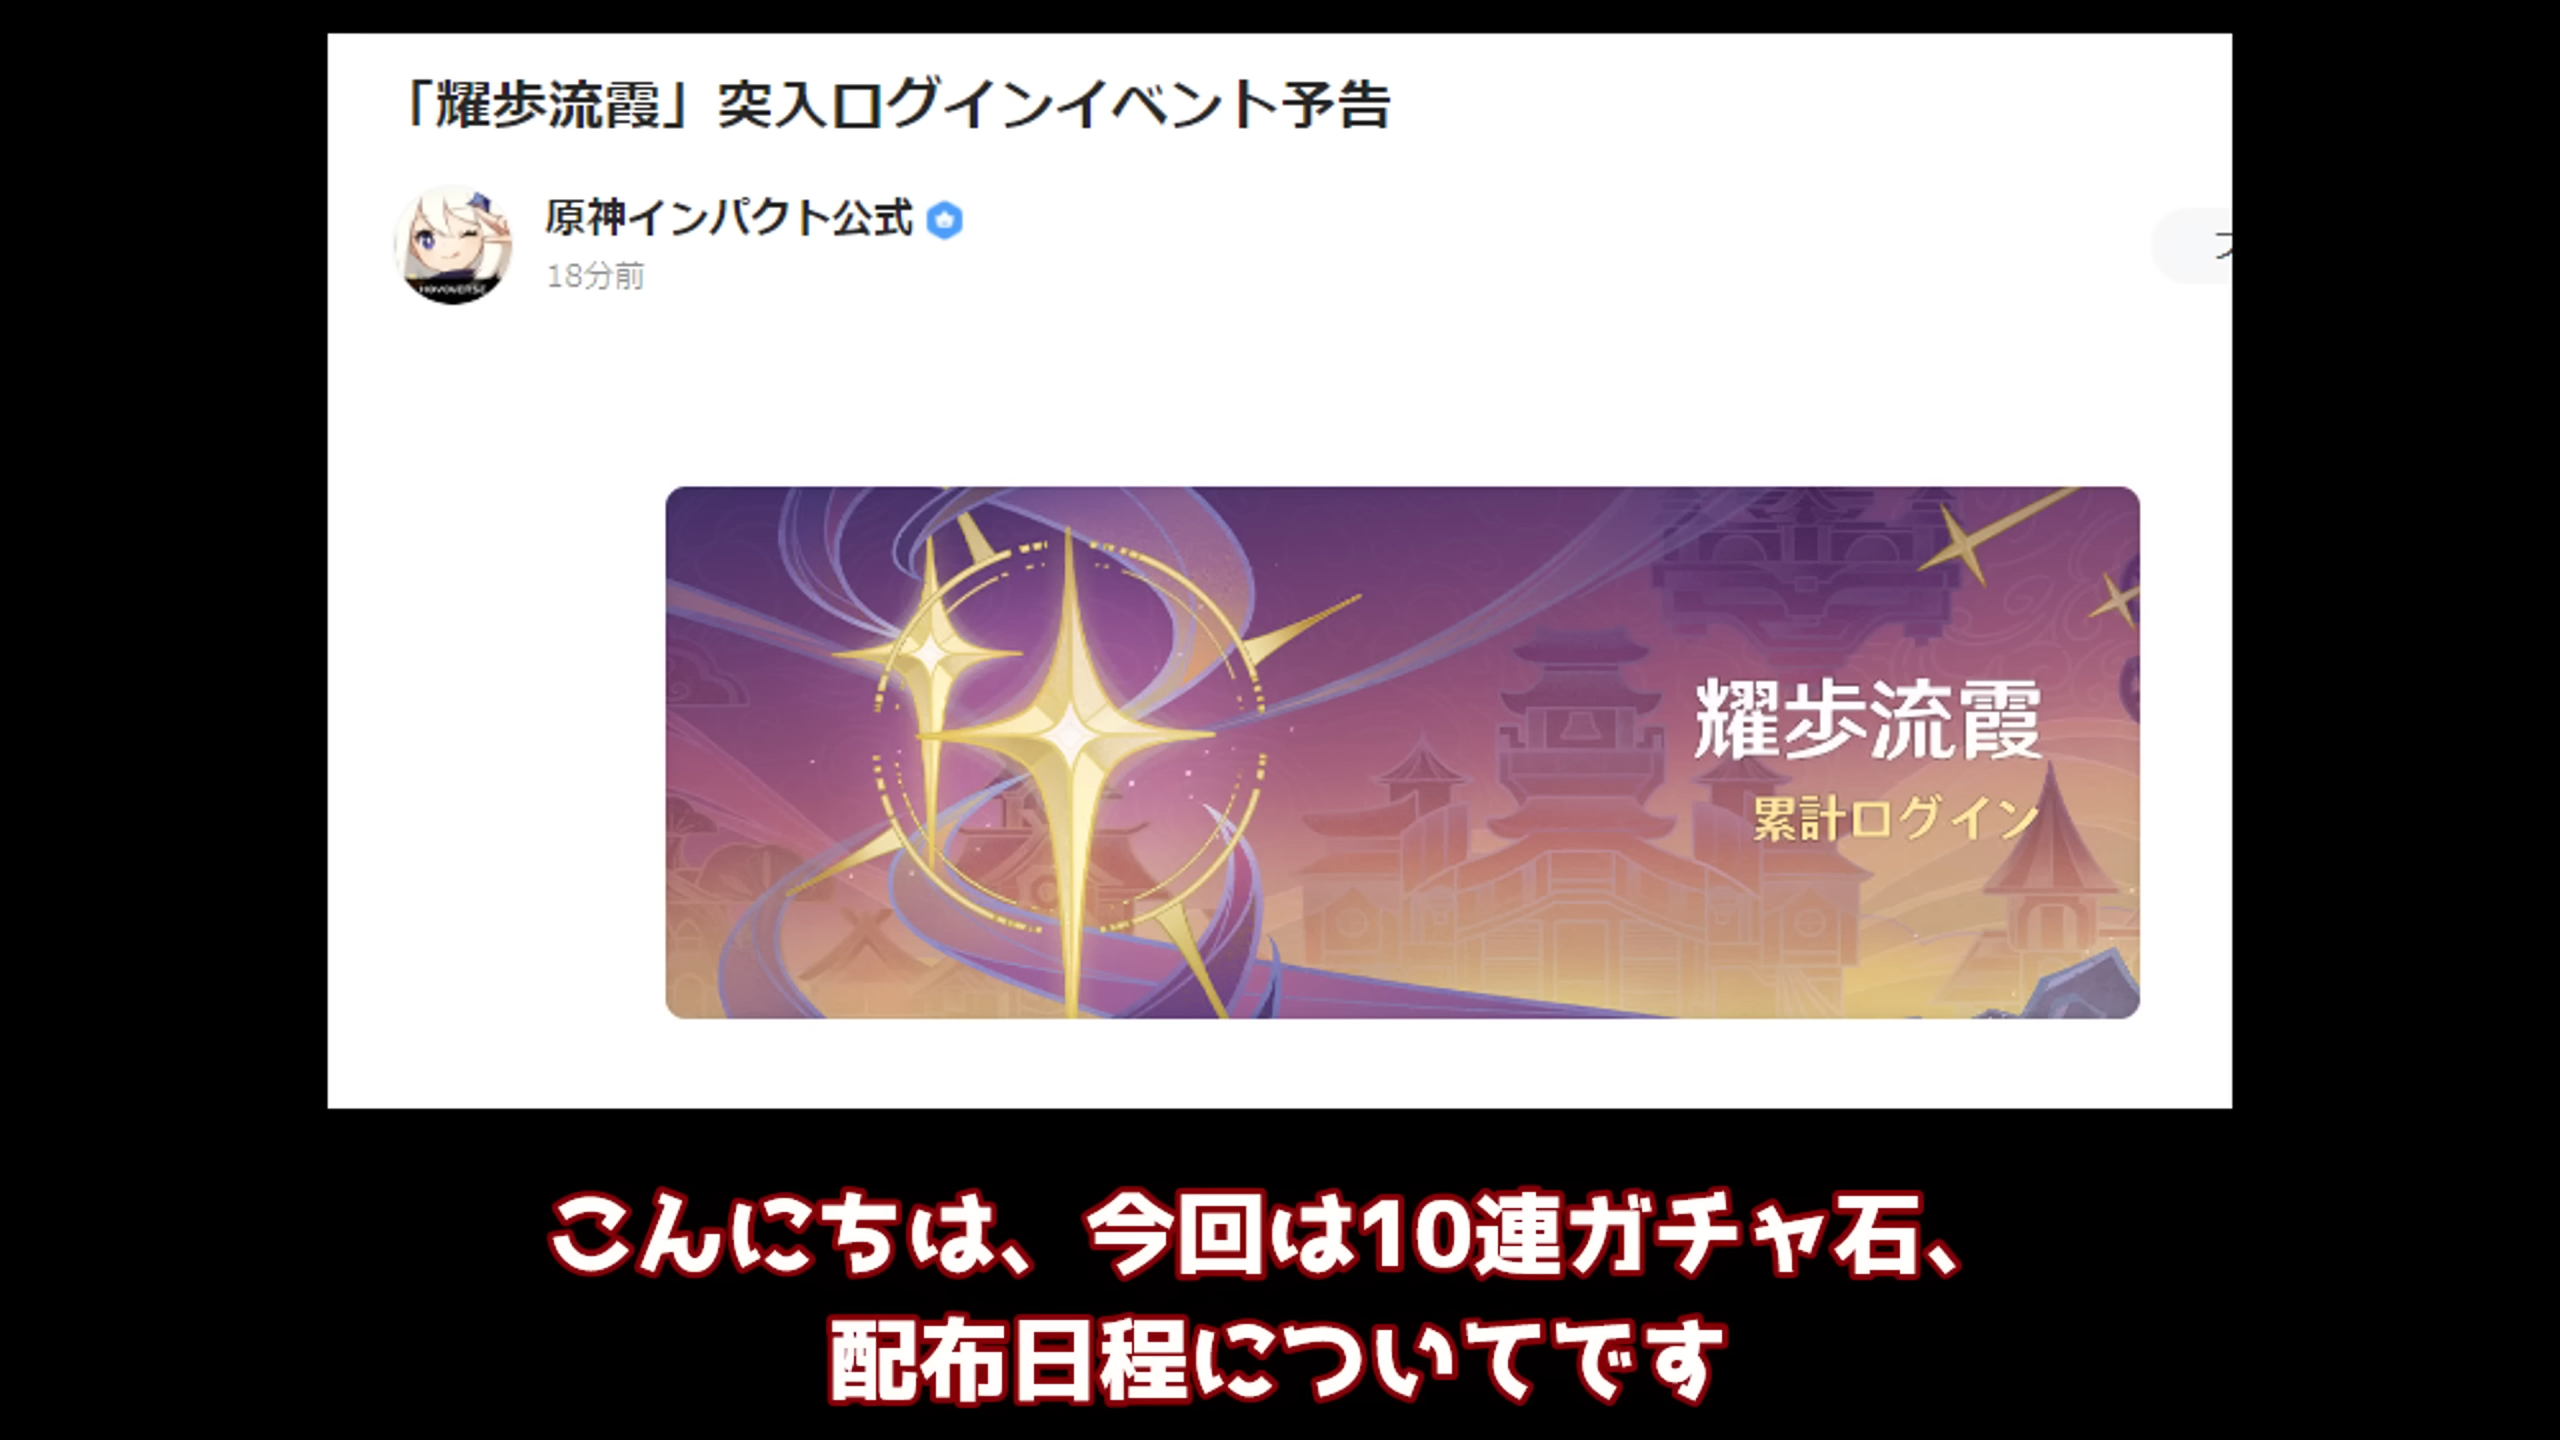 「耀歩流霞」突入ログインイベント予告
原神インパクト公式
18分前
HOYOVERSE
耀歩流霞
累計ログイン
こんにちは、今回は10連ガチャ石、
配布日程についてです